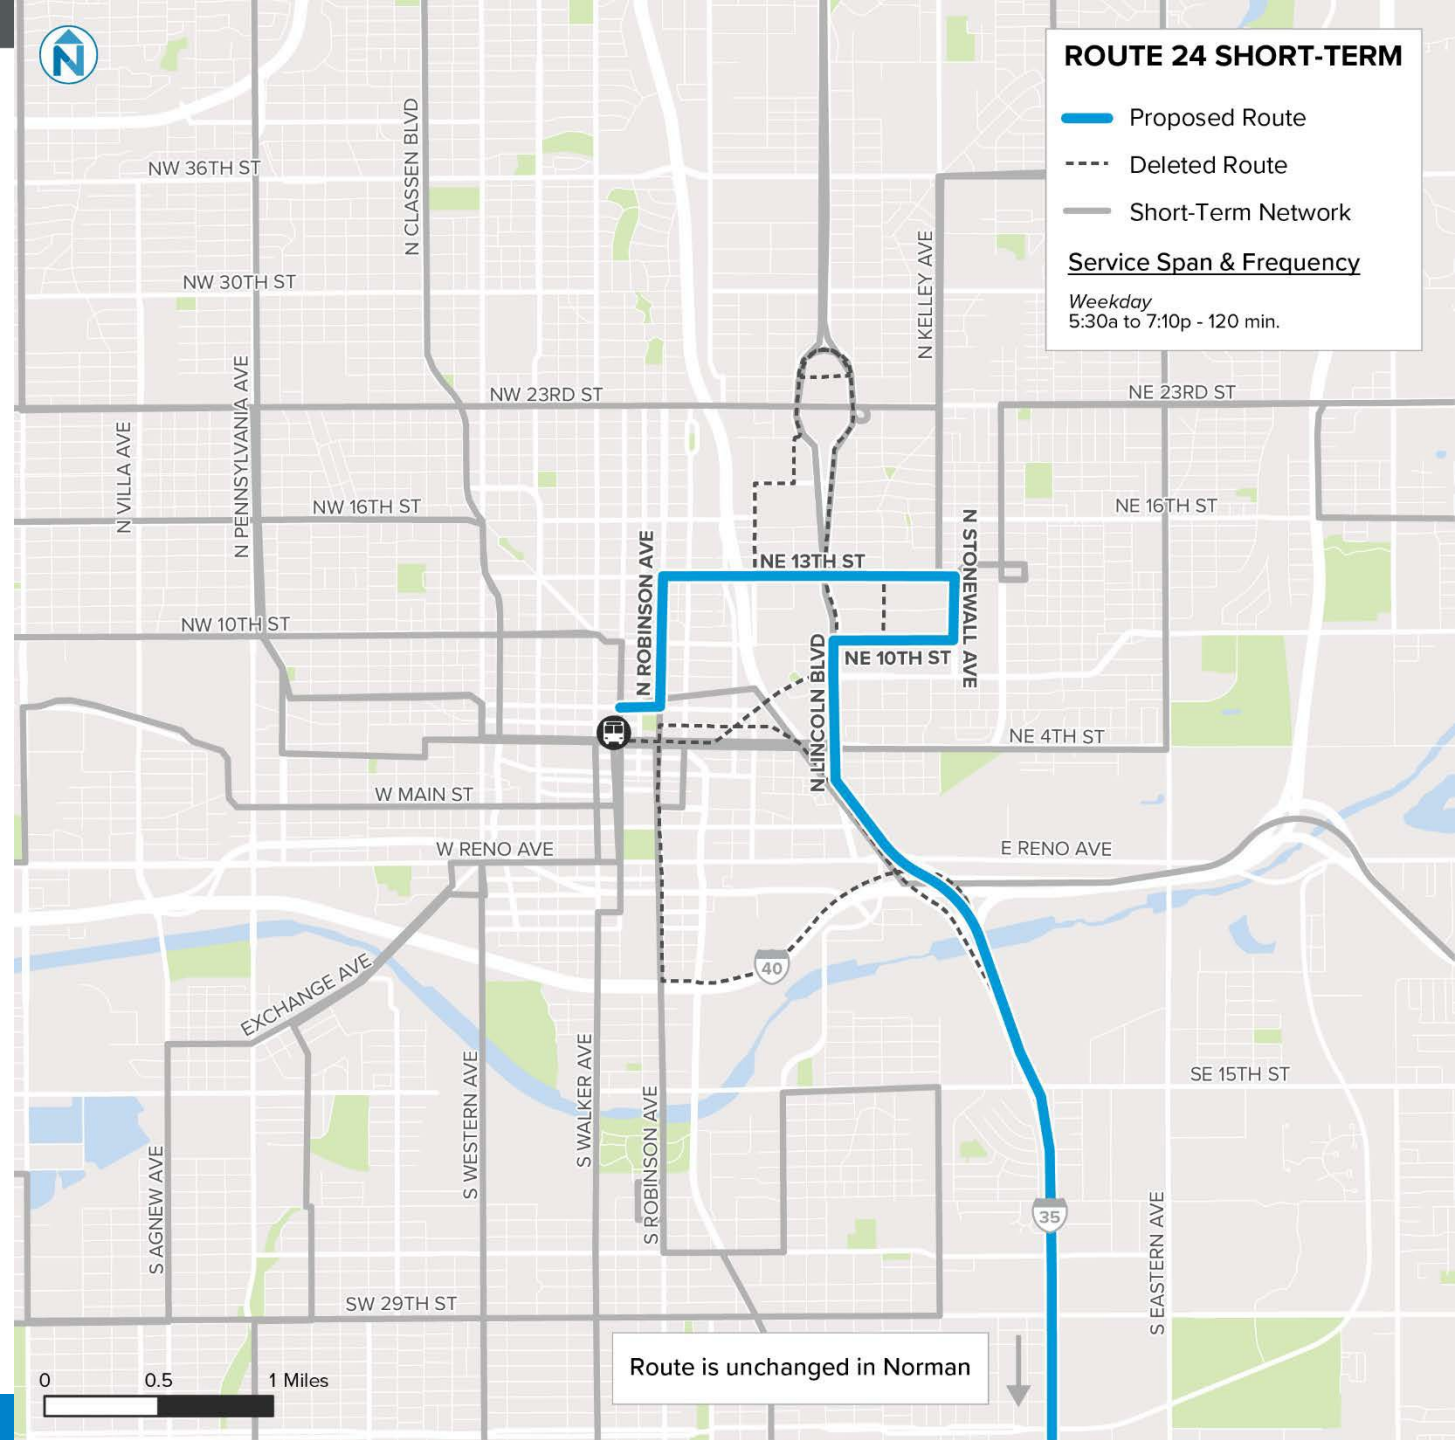 N
ROUTE 24 SHORT-TERM
Proposed Route
Deleted Route
Short-Term Network
Service Span & Frequency
Weekday
5:30a to 7:10p - 120 min.
NW 36TH ST
N CLASSEN BLVD
NW 30TH ST
N KELLEY AVE
NW 23RD ST
NE 23RD ST
N VILLA AVE
N PENNSYLVANIA AVE
NW 16TH ST
NE 16TH ST
N ROBINSON AVE
NE 13TH ST
N STONEWALL AVE
NW 10TH ST
N LINCOLN BLVD
NE 10TH ST
NE 4TH ST
W MAIN ST
W RENO AVE
E RENO AVE
40
EXCHANGE AVE
S WESTERN AVE
S WALKER AVE
S ROBINSON AVE
SE 15TH ST
S AGNEW AVE
35
S EASTERN AVE
SW 29TH ST
Route is unchanged in Norman
0 0.5 1 Miles